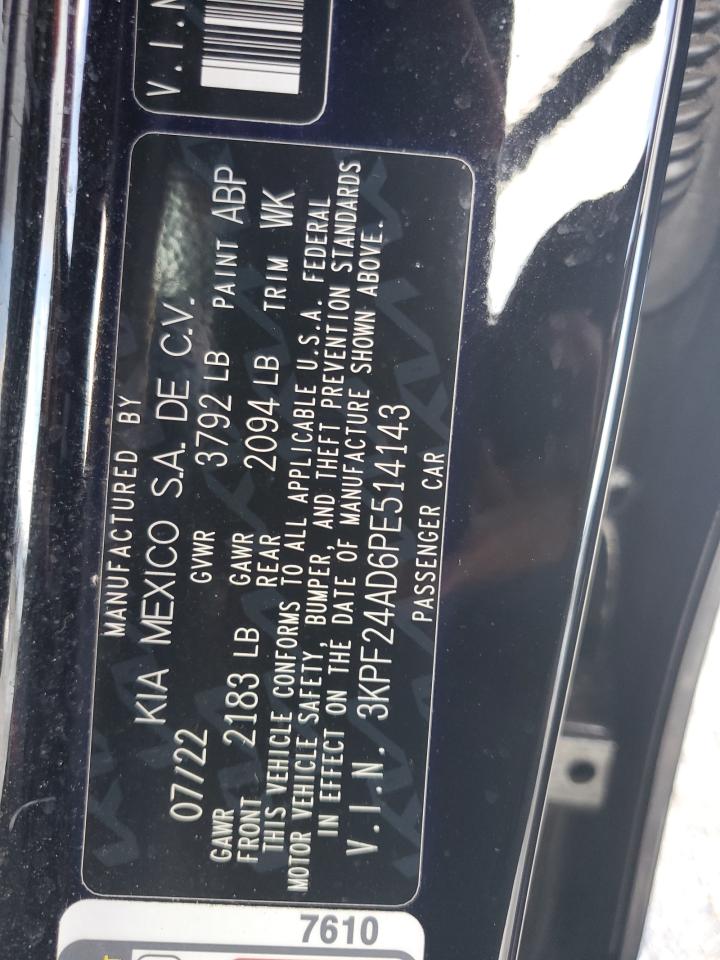 V.I.N
MANUFACTURED BY
KIA MEXICO S.A. DE C.V.
07/22 GVWR 3792 LB PAINT ABP
GAWR FRONT 2183 LB GAWR REAR 2094 LB TRIM WK
THIS VEHICLE CONFORMS TO ALL APPLICABLE U.S.A. FEDERAL
MOTOR VEHICLE SAFETY, BUMPER, AND THEFT PREVENTION STANDARDS
IN EFFECT ON THE DATE OF MANUFACTURE SHOWN ABOVE.
V.I.N. 3KPF24AD6PE514143
PASSENGER CAR
7610